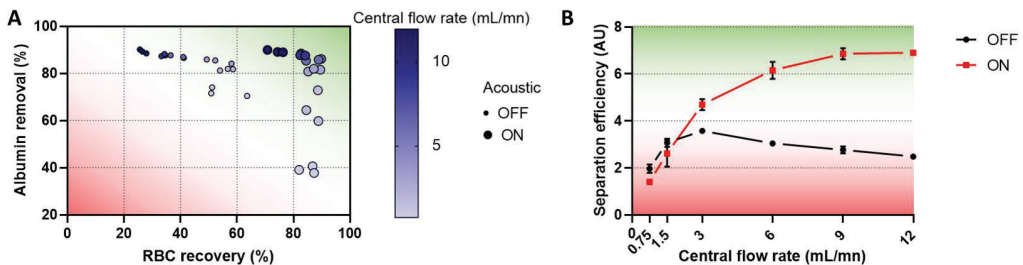 A
Albumin removal (%)
100
80
60
40
20
0
20
40
60
80
100
RBC recovery (%)
Central flow rate (mL/mn)
10
5
Acoustic
OFF
ON
B
Separation efficiency (AU)
8
6
4
2
0
0
0.75
1.5
3
6
9
12
Central flow rate (mL/mn)
OFF
ON